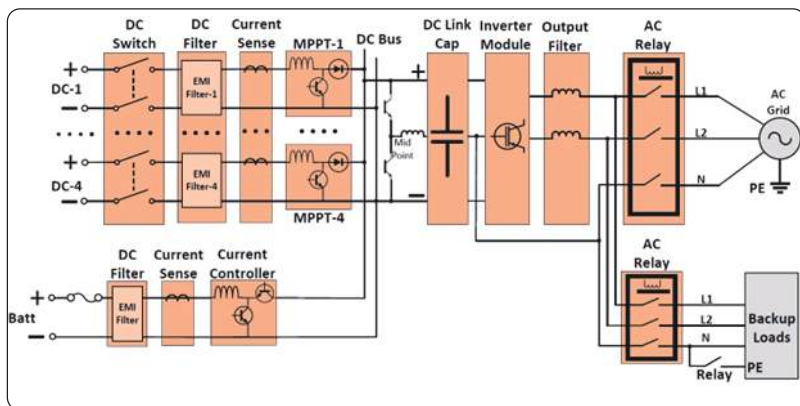 DC Switch
DC Filter
Current Sense
MPPT-1
DC Bus
DC Link Cap
Inverter Module
Output Filter
AC Relay
+
DC-1
−
EMI Filter-1
+
DC-4
−
EMI Filter-4
MPPT-4
+
Mid Point
−
L1
L2
N
AC Grid
PE
DC Filter
Current Sense
Current Controller
+
Batt
−
EMI Filter
AC Relay
L1
L2
N
Relay
PE
Backup Loads